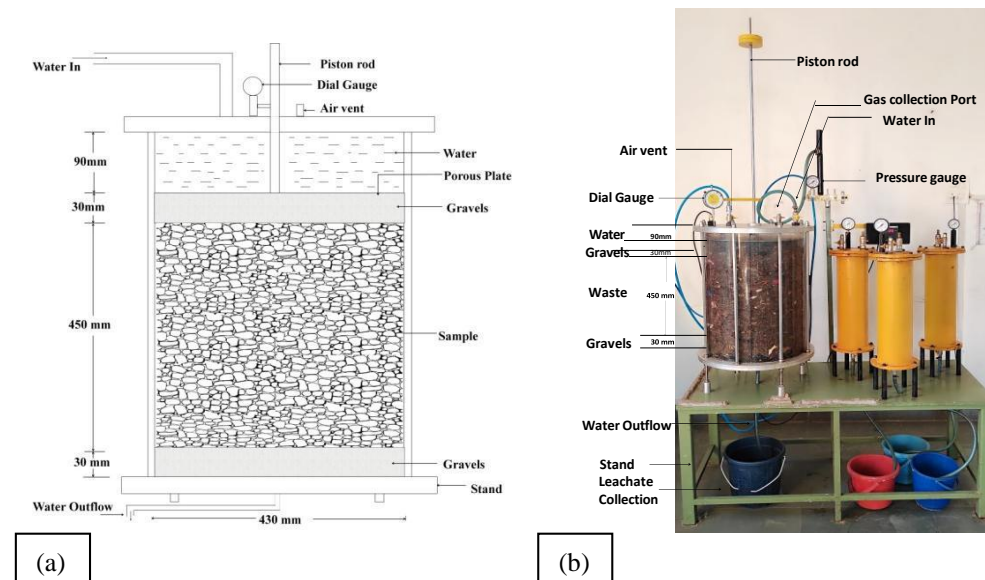 Water In
Piston rod
Dial Gauge
Air vent
90mm
Water
Porous Plate
30mm
Gravels
450 mm
Sample
30 mm
Gravels
Stand
Water Outflow
430 mm
(a)
Piston rod
Gas collection Port
Water In
Air vent
Pressure gauge
Dial Gauge
Water
90mm
Gravels
30mm
Waste
450 mm
Gravels
30 mm
Water Outflow
Stand
Leachate
Collection
(b)